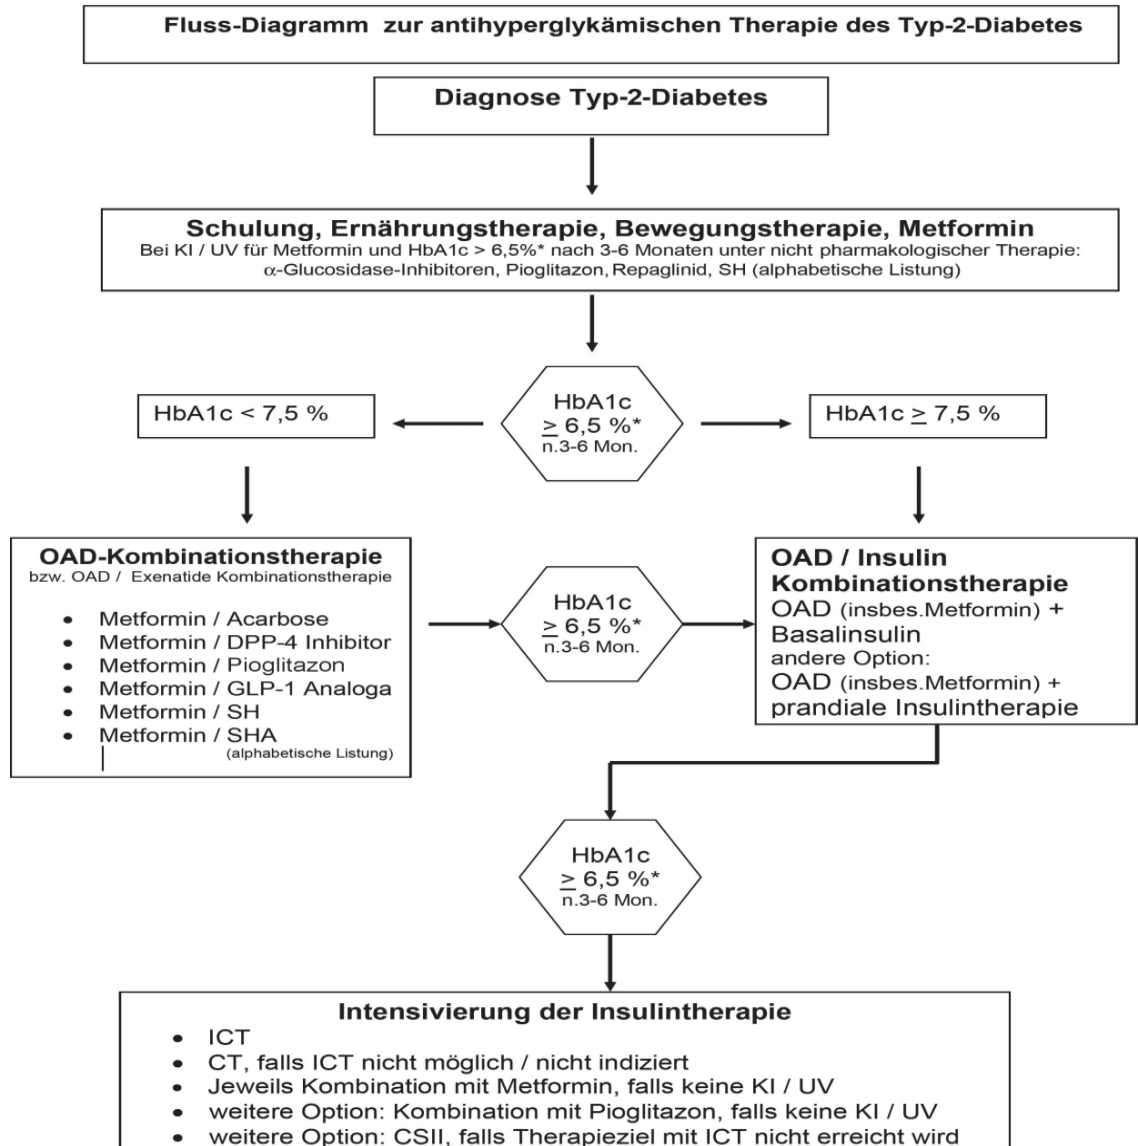 Fluss-Diagramm zur antihyperglykämischen Therapie des Typ-2-Diabetes
Diagnose Typ-2-Diabetes
Schulung, Ernährungstherapie, Bewegungstherapie, Metformin
Bei KI / UV für Metformin und HbA1c > 6,5%* nach 3-6 Monaten unter nicht pharmakologischer Therapie:
α-Glucosidase-Inhibitoren, Pioglitazon, Repaglinid, SH (alphabetische Listung)
HbA1c < 7,5 %
HbA1c
≥ 6,5 %*
n.3-6 Mon.
HbA1c ≥ 7,5 %
OAD-Kombinationstherapie
bzw. OAD / Exenatide Kombinationstherapie
• Metformin / Acarbose
• Metformin / DPP-4 Inhibitor
• Metformin / Pioglitazon
• Metformin / GLP-1 Analoga
• Metformin / SH
• Metformin / SHA
(alphabetische Listung)
HbA1c
≥ 6,5 %*
n.3-6 Mon.
OAD / Insulin
Kombinationstherapie
OAD (insbes.Metformin) +
Basalinsulin
andere Option:
OAD (insbes.Metformin) +
prandiale Insulintherapie
HbA1c
≥ 6,5 %*
n.3-6 Mon.
Intensivierung der Insulintherapie
• ICT
• CT, falls ICT nicht möglich / nicht indiziert
• Jeweils Kombination mit Metformin, falls keine KI / UV
• weitere Option: Kombination mit Pioglitazon, falls keine KI / UV
• weitere Option: CSII, falls Therapieziel mit ICT nicht erreicht wird